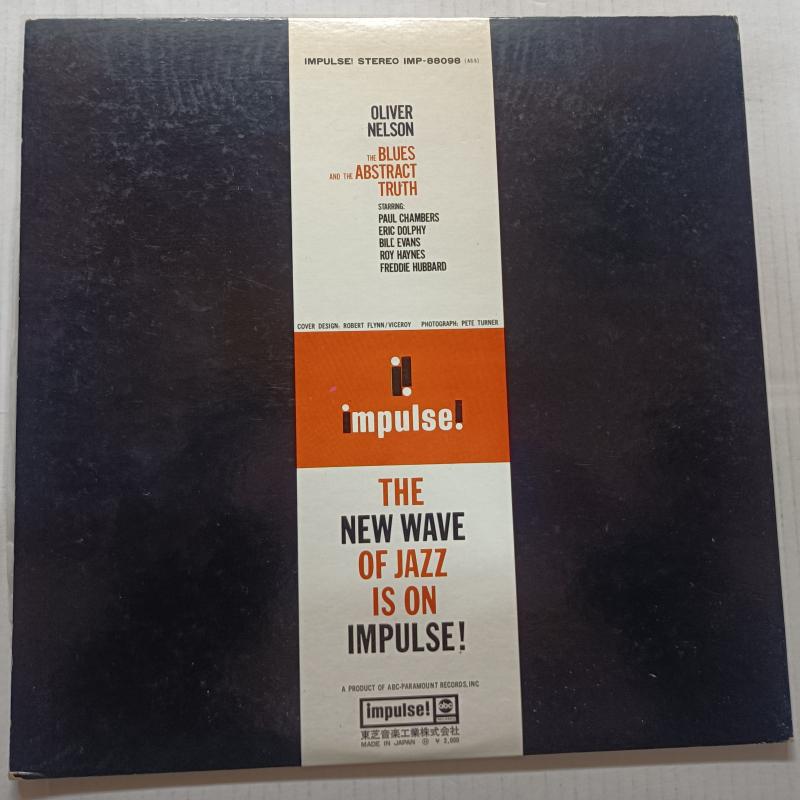 IMPULSE! STEREO IMP-88098 (AS5)
OLIVER
NELSON
THE BLUES
AND THE ABSTRACT
TRUTH
STARRING:
PAUL CHAMBERS
ERIC DOLPHY
BILL EVANS
ROY HAYNES
FREDDIE HUBBARD
COVER DESIGN: ROBERT FLYNN/VICEROY PHOTOGRAPH: PETE TURNER
impulse!
THE
NEW WAVE
OF JAZZ
IS ON
IMPULSE!
A PRODUCT OF ABC-PARAMOUNT RECORDS, INC
impulse! abc
東芝音楽工業株式会社
MADE IN JAPAN ¥ 2,000